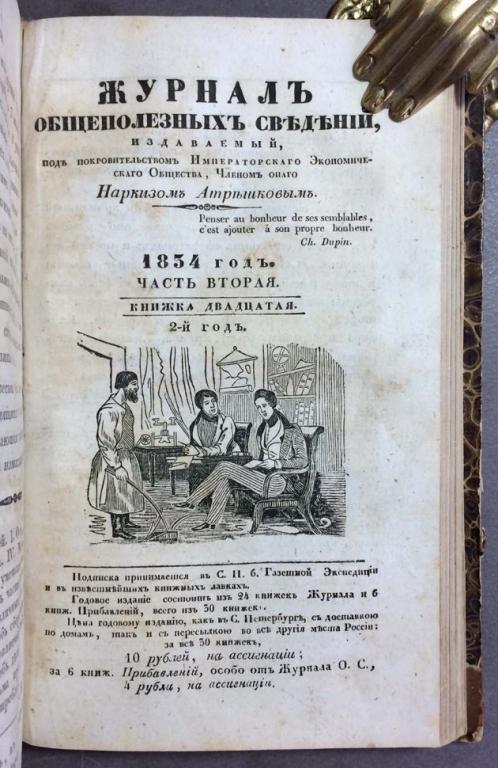 ЖУРНАЛЪ
ОБЩЕПОЛЕЗНЫХЪ СВѢДѢНІЙ,
ИЗДАВАЕМЫЙ,
ПОДЪ ПОКРОВИТЕЛЬСТВОМЪ ИМПЕРАТОРСКАГО ЭКОНОМИЧЕ-
СКАГО ОБЩЕСТВА, ЧЛЕНОМЪ ОНАГО
Наркизомъ Атрѣшковымъ.
Penser au bonheur de ses semblables,
c'est ajouter à son propre bonheur.
Ch. Dupin.
1834 ГОДЪ.
ЧАСТЬ ВТОРАЯ.
КНИЖКА ДВАДЦАТАЯ.
2-Й ГОДЪ.
Подписка принимается въ С. П. б. Газетной Экспедиціи
и въ извѣстнѣйшихъ книжныхъ лавкахъ.
Годовое изданіе состоитъ изъ 24 книжекъ Журнала и 6
книж. Прибавленій, всего изъ 30 книжекъ.
Цѣна годовому изданію, какъ въ С. Петербургѣ, съ доставкою
по домамъ, такъ и съ пересылкою во всѣ другія мѣста Россіи:
за всѣ 30 книжекъ,
10 рублей, на ассигнаціи;
за 6 книж. Прибавленій, особо отъ Журнала О. С.,
4 рубли, на ассигнаціи.